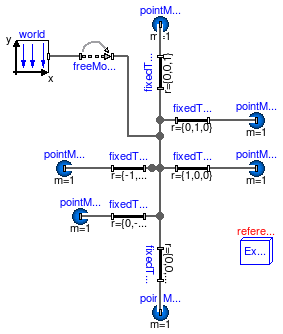 pointM...
m=1
world
y
x
freeMo...
fixedT...
r={0,0,1}
fixedT...
r={0,1,0}
pointM...
m=1
pointM...
m=1
fixedT...
r={-1,...
fixedT...
r={1,0,0}
pointM...
m=1
pointM...
m=1
fixedT...
r={0,-...
refere...
Ex...
fixedT...
r={0,0...
pointM...
m=1